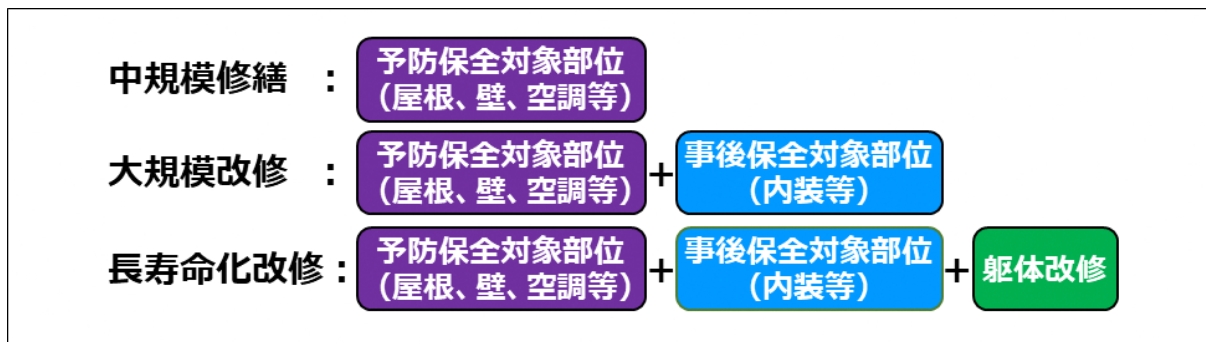 中規模修繕 : 予防保全対象部位
(屋根、壁、空調等)
大規模改修 : 予防保全対象部位 + 事後保全対象部位
(屋根、壁、空調等) (内装等)
長寿命化改修 : 予防保全対象部位 + 事後保全対象部位 + 躯体改修
(屋根、壁、空調等) (内装等)